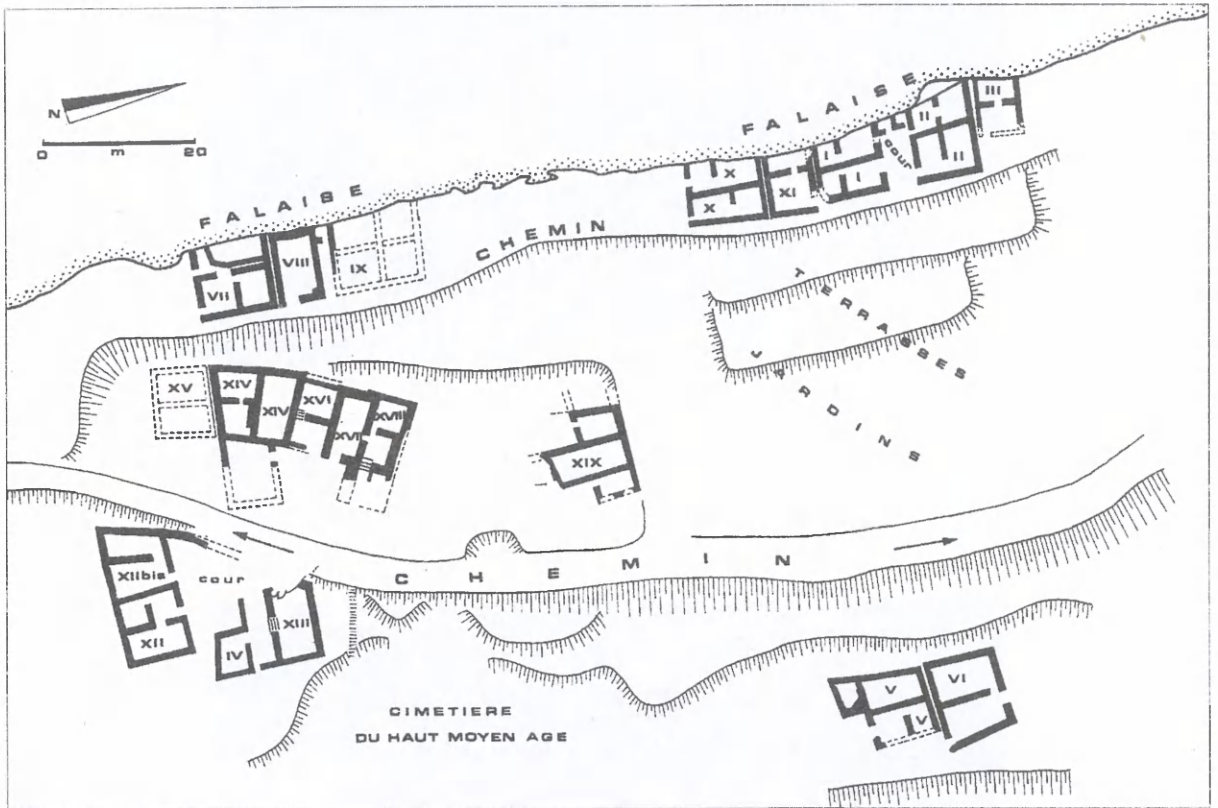 N
0 m 20
FALAISE
FALAISE
III
II
II
cour
I
I
XI
X
X
CHEMIN
VII
VIII
IX
TERRASSES
JARDINS
XV
XIV
XIV
XVI
XVI
XVIII
XIX
CHEMIN
XIIbis
XII
cour
IV
XIII
V
V
VI
CIMETIERE
DU HAUT MOYEN AGE